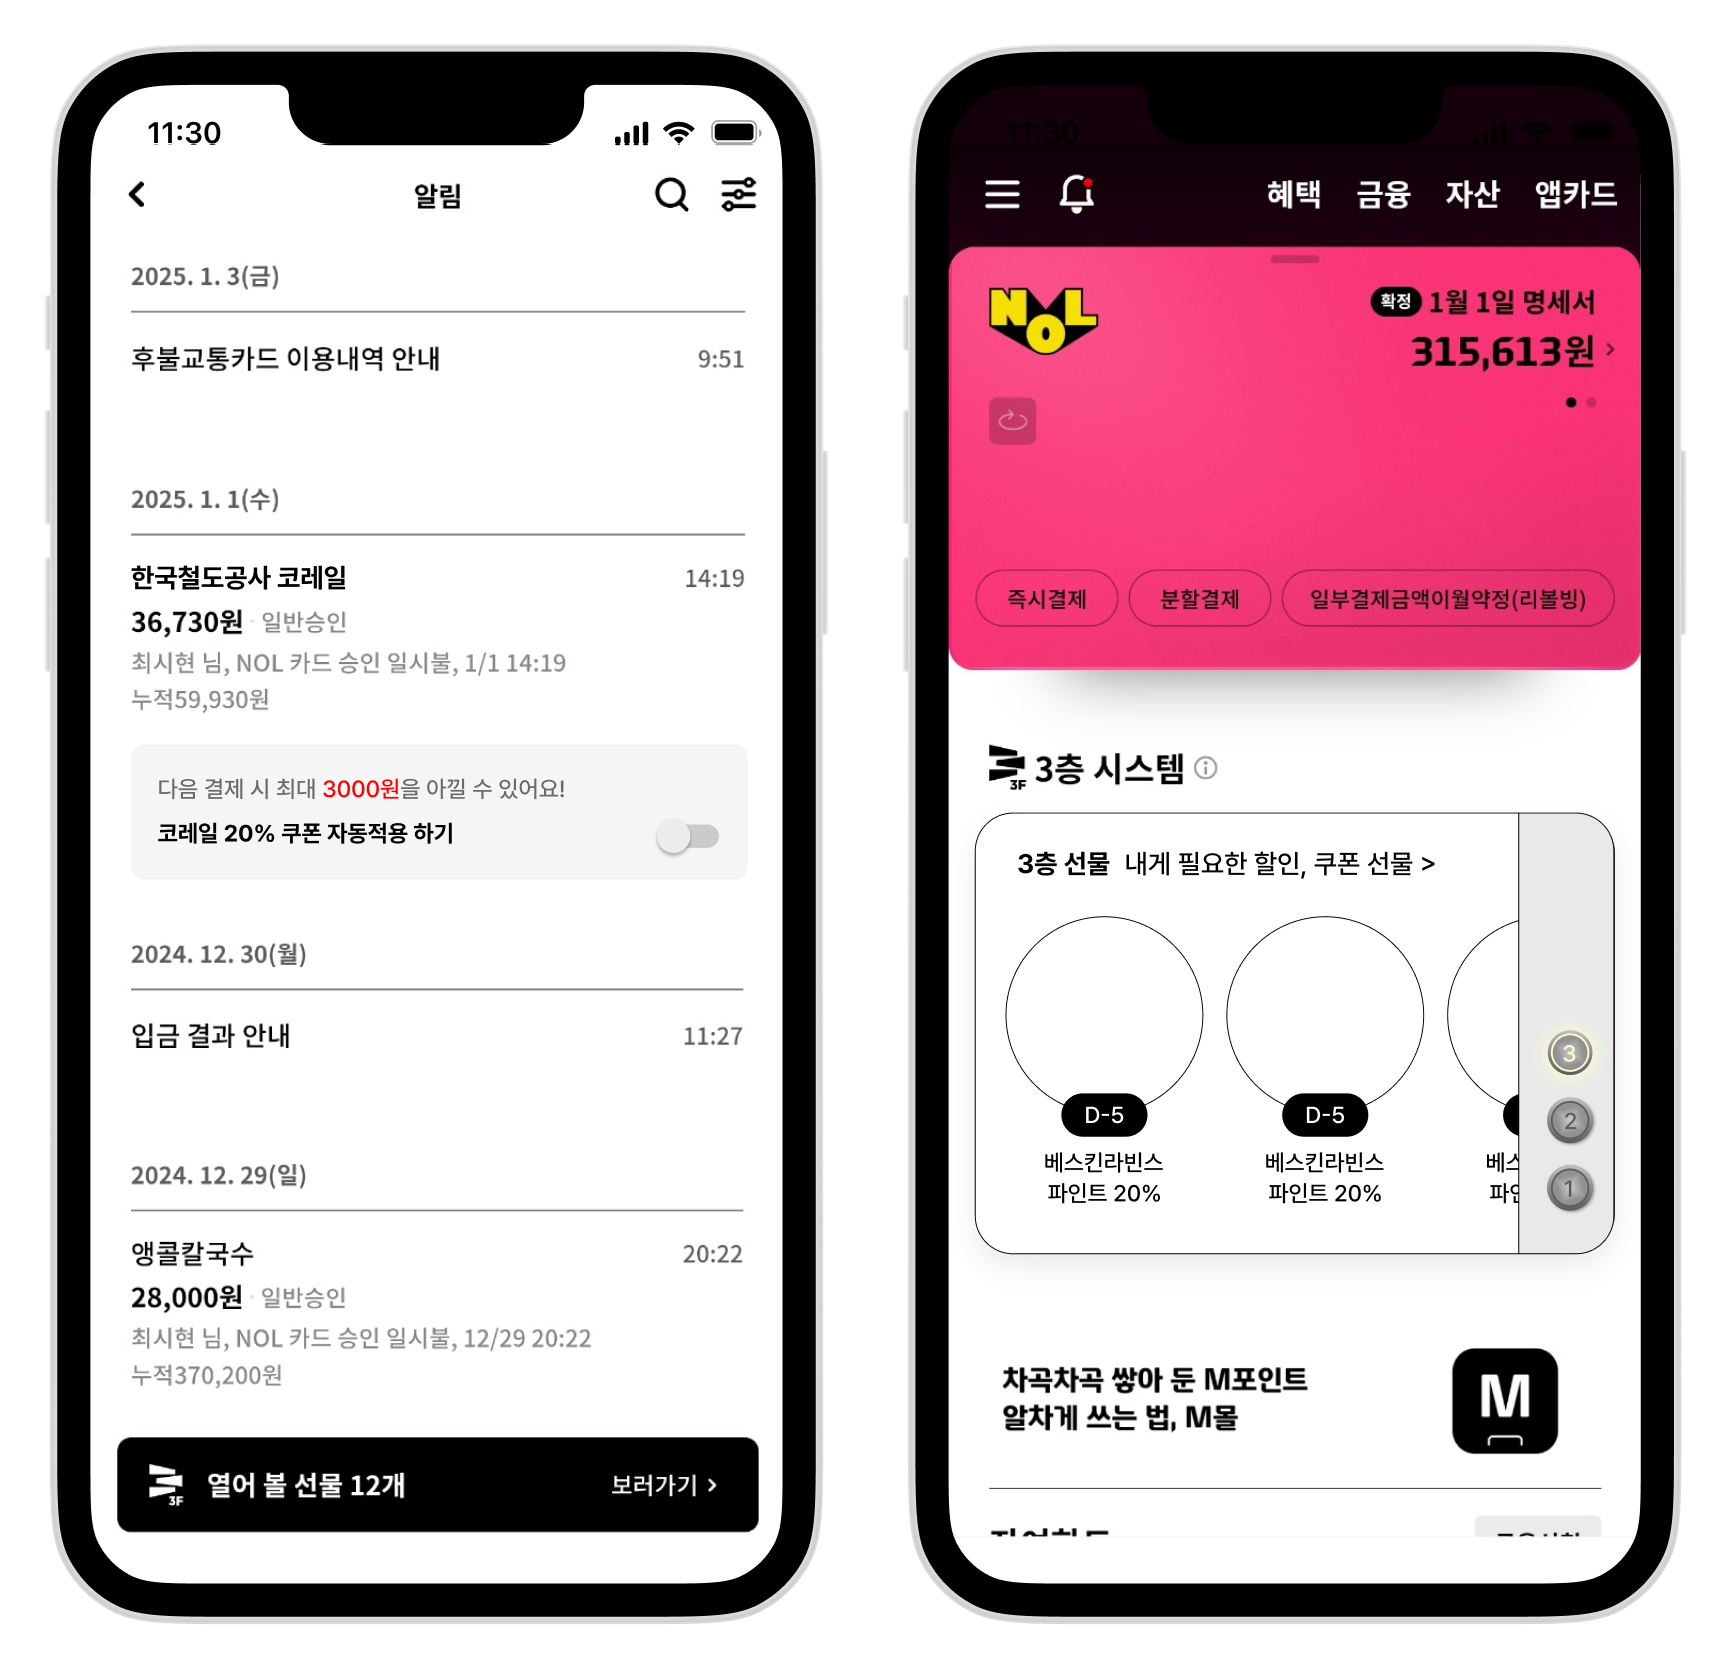 11:30
알림
2025. 1. 3(금)
후불교통카드 이용내역 안내 9:51
2025. 1. 1(수)
한국철도공사 코레일 14:19
36,730원 · 일반승인
최시현 님, NOL 카드 승인 일시불, 1/1 14:19
누적59,930원
다음 결제 시 최대 3000원을 아낄 수 있어요!
코레일 20% 쿠폰 자동적용 하기
2024. 12. 30(월)
입금 결과 안내 11:27
2024. 12. 29(일)
앵콜칼국수 20:22
28,000원 · 일반승인
최시현 님, NOL 카드 승인 일시불, 12/29 20:22
누적370,200원
3F 열어 볼 선물 12개 보러가기 >
11:30
혜택 금융 자산 앱카드
NOL
확정 1월 1일 명세서
315,613원 >
즉시결제 분할결제 일부결제금액이월약정(리볼빙)
3F 3층 시스템
3층 선물 내게 필요한 할인, 쿠폰 선물 >
D-5 D-5
베스킨라빈스 베스킨라빈스
파인트 20% 파인트 20%
3
2
1
차곡차곡 쌓아 둔 M포인트
알차게 쓰는 법, M몰
M